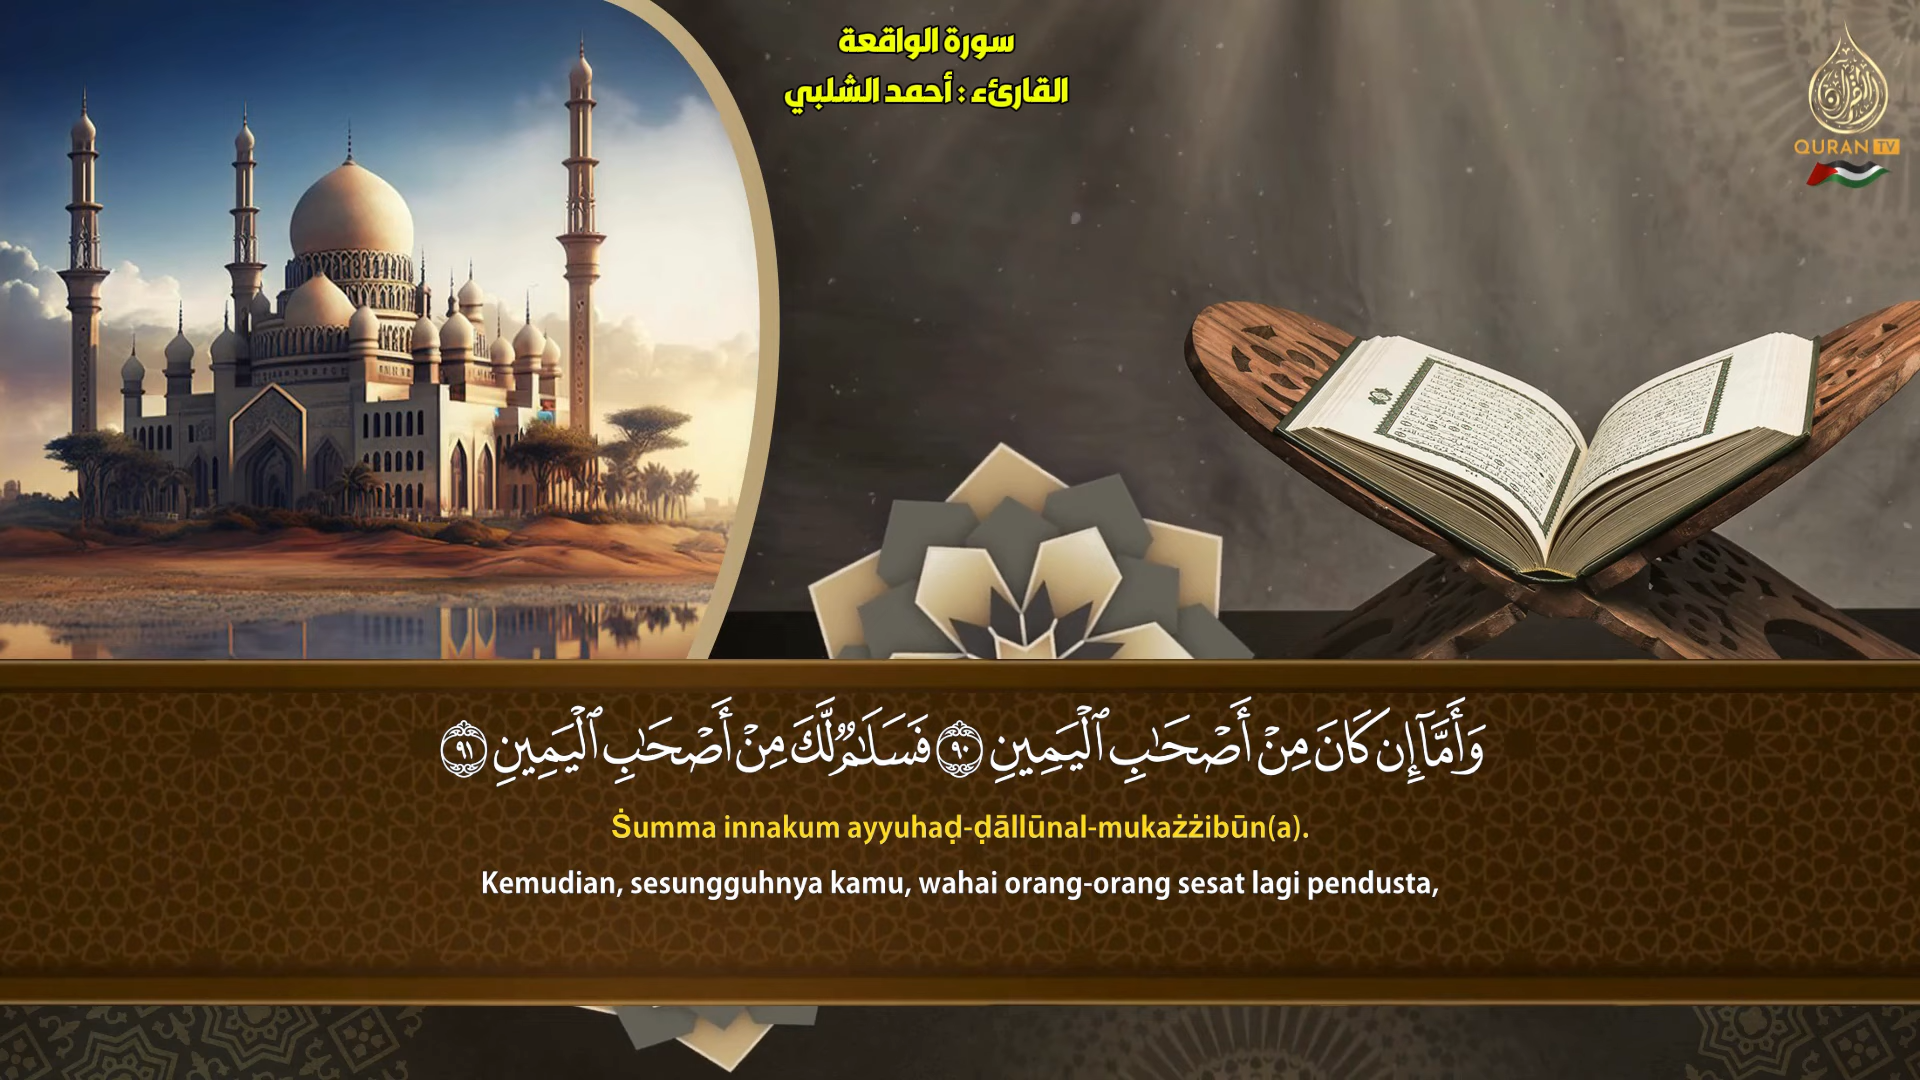 سورة الواقعة
القارئء : أحمد الشلبي
QURAN TV
وَأَمَّآ إِن كَانَ مِنْ أَصْحَـٰبِ ٱلْيَمِينِ ٩٠ فَسَلَـٰمٌ لَّكَ مِنْ أَصْحَـٰبِ ٱلْيَمِينِ ٩١
Ṡumma innakum ayyuhaḍ-ḍāllūnal-mukażżibūn(a).
Kemudian, sesungguhnya kamu, wahai orang-orang sesat lagi pendusta,